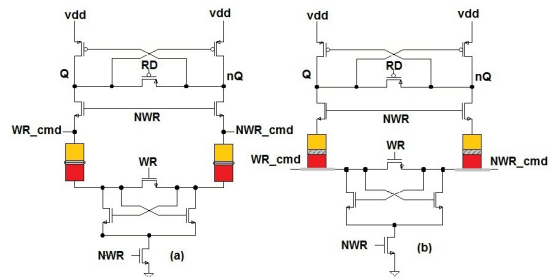 vdd vdd vdd vdd
RD RD
Q nQ Q nQ
NWR NWR
WR_cmd NWR_cmd WR_cmd NWR_cmd
WR WR
NWR (a) NWR (b)